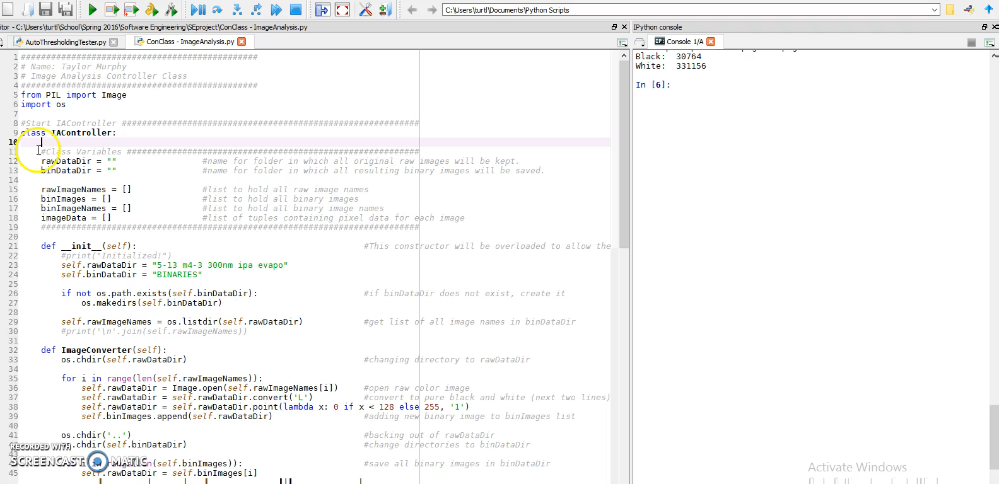 C:\Users\turtl\Documents\Python Scripts
tor - C:\Users\turtl\School\Spring 2016\Software Engineering\SEproject\ConClass - ImageAnalysis.py
IPython console
AutoThresholdingTester.py
ConClass - ImageAnalysis.py
IP: Console 1/A
1 ###############################################
2 # Name: Taylor Murphy
3 # Image Analysis Controller Class
4 ###############################################
5 from PIL import Image
6 import os
7
8 #Start IAController ###########################################################
9 class IAController:
10
11 #Class Variables ##########################################################
12 rawDataDir = "" #name for folder in which all original raw images will be kept.
13 binDataDir = "" #name for folder in which all resulting binary images will be saved.
14
15 rawImageNames = [] #list to hold all raw image names
16 binImages = [] #list to hold all binary images
17 binImageNames = [] #list to hold all binary image names
18 imageData = [] #list of tuples containing pixel data for each image
19 ###########################################################################
20
21 def __init__(self): #This constructor will be overloaded to allow the
22 #print("Initialized!")
23 self.rawDataDir = "5-13 m4-3 300nm ipa evapo"
24 self.binDataDir = "BINARIES"
25
26 if not os.path.exists(self.binDataDir): #if binDataDir does not exist, create it
27 os.makedirs(self.binDataDir)
28
29 self.rawImageNames = os.listdir(self.rawDataDir) #get list of all image names in binDataDir
30 #print('\n'.join(self.rawImageNames))
31
32 def ImageConverter(self):
33 os.chdir(self.rawDataDir) #changing directory to rawDataDir
34
35 for i in range(len(self.rawImageNames)):
36 self.rawDataDir = Image.open(self.rawImageNames[i]) #open raw color image
37 self.rawDataDir = self.rawDataDir.convert('L') #convert to pure black and white (next two lines)
38 self.rawDataDir = self.rawDataDir.point(lambda x: 0 if x < 128 else 255, '1')
39 self.binImages.append(self.rawDataDir) #adding new binary image to binImages list
40
41 os.chdir('..') #backing out of rawDataDir
.chdir(self.binDataDir) #change directories to binDataDir
43
(self.binImages)): #save all binary images in binDataDir
45 self.rawDataDir = self.binImages[i]
Black: 30764
White: 331156
In [6]:
RECORDED WITH
SCREENCAST MATIC
Activate Windows